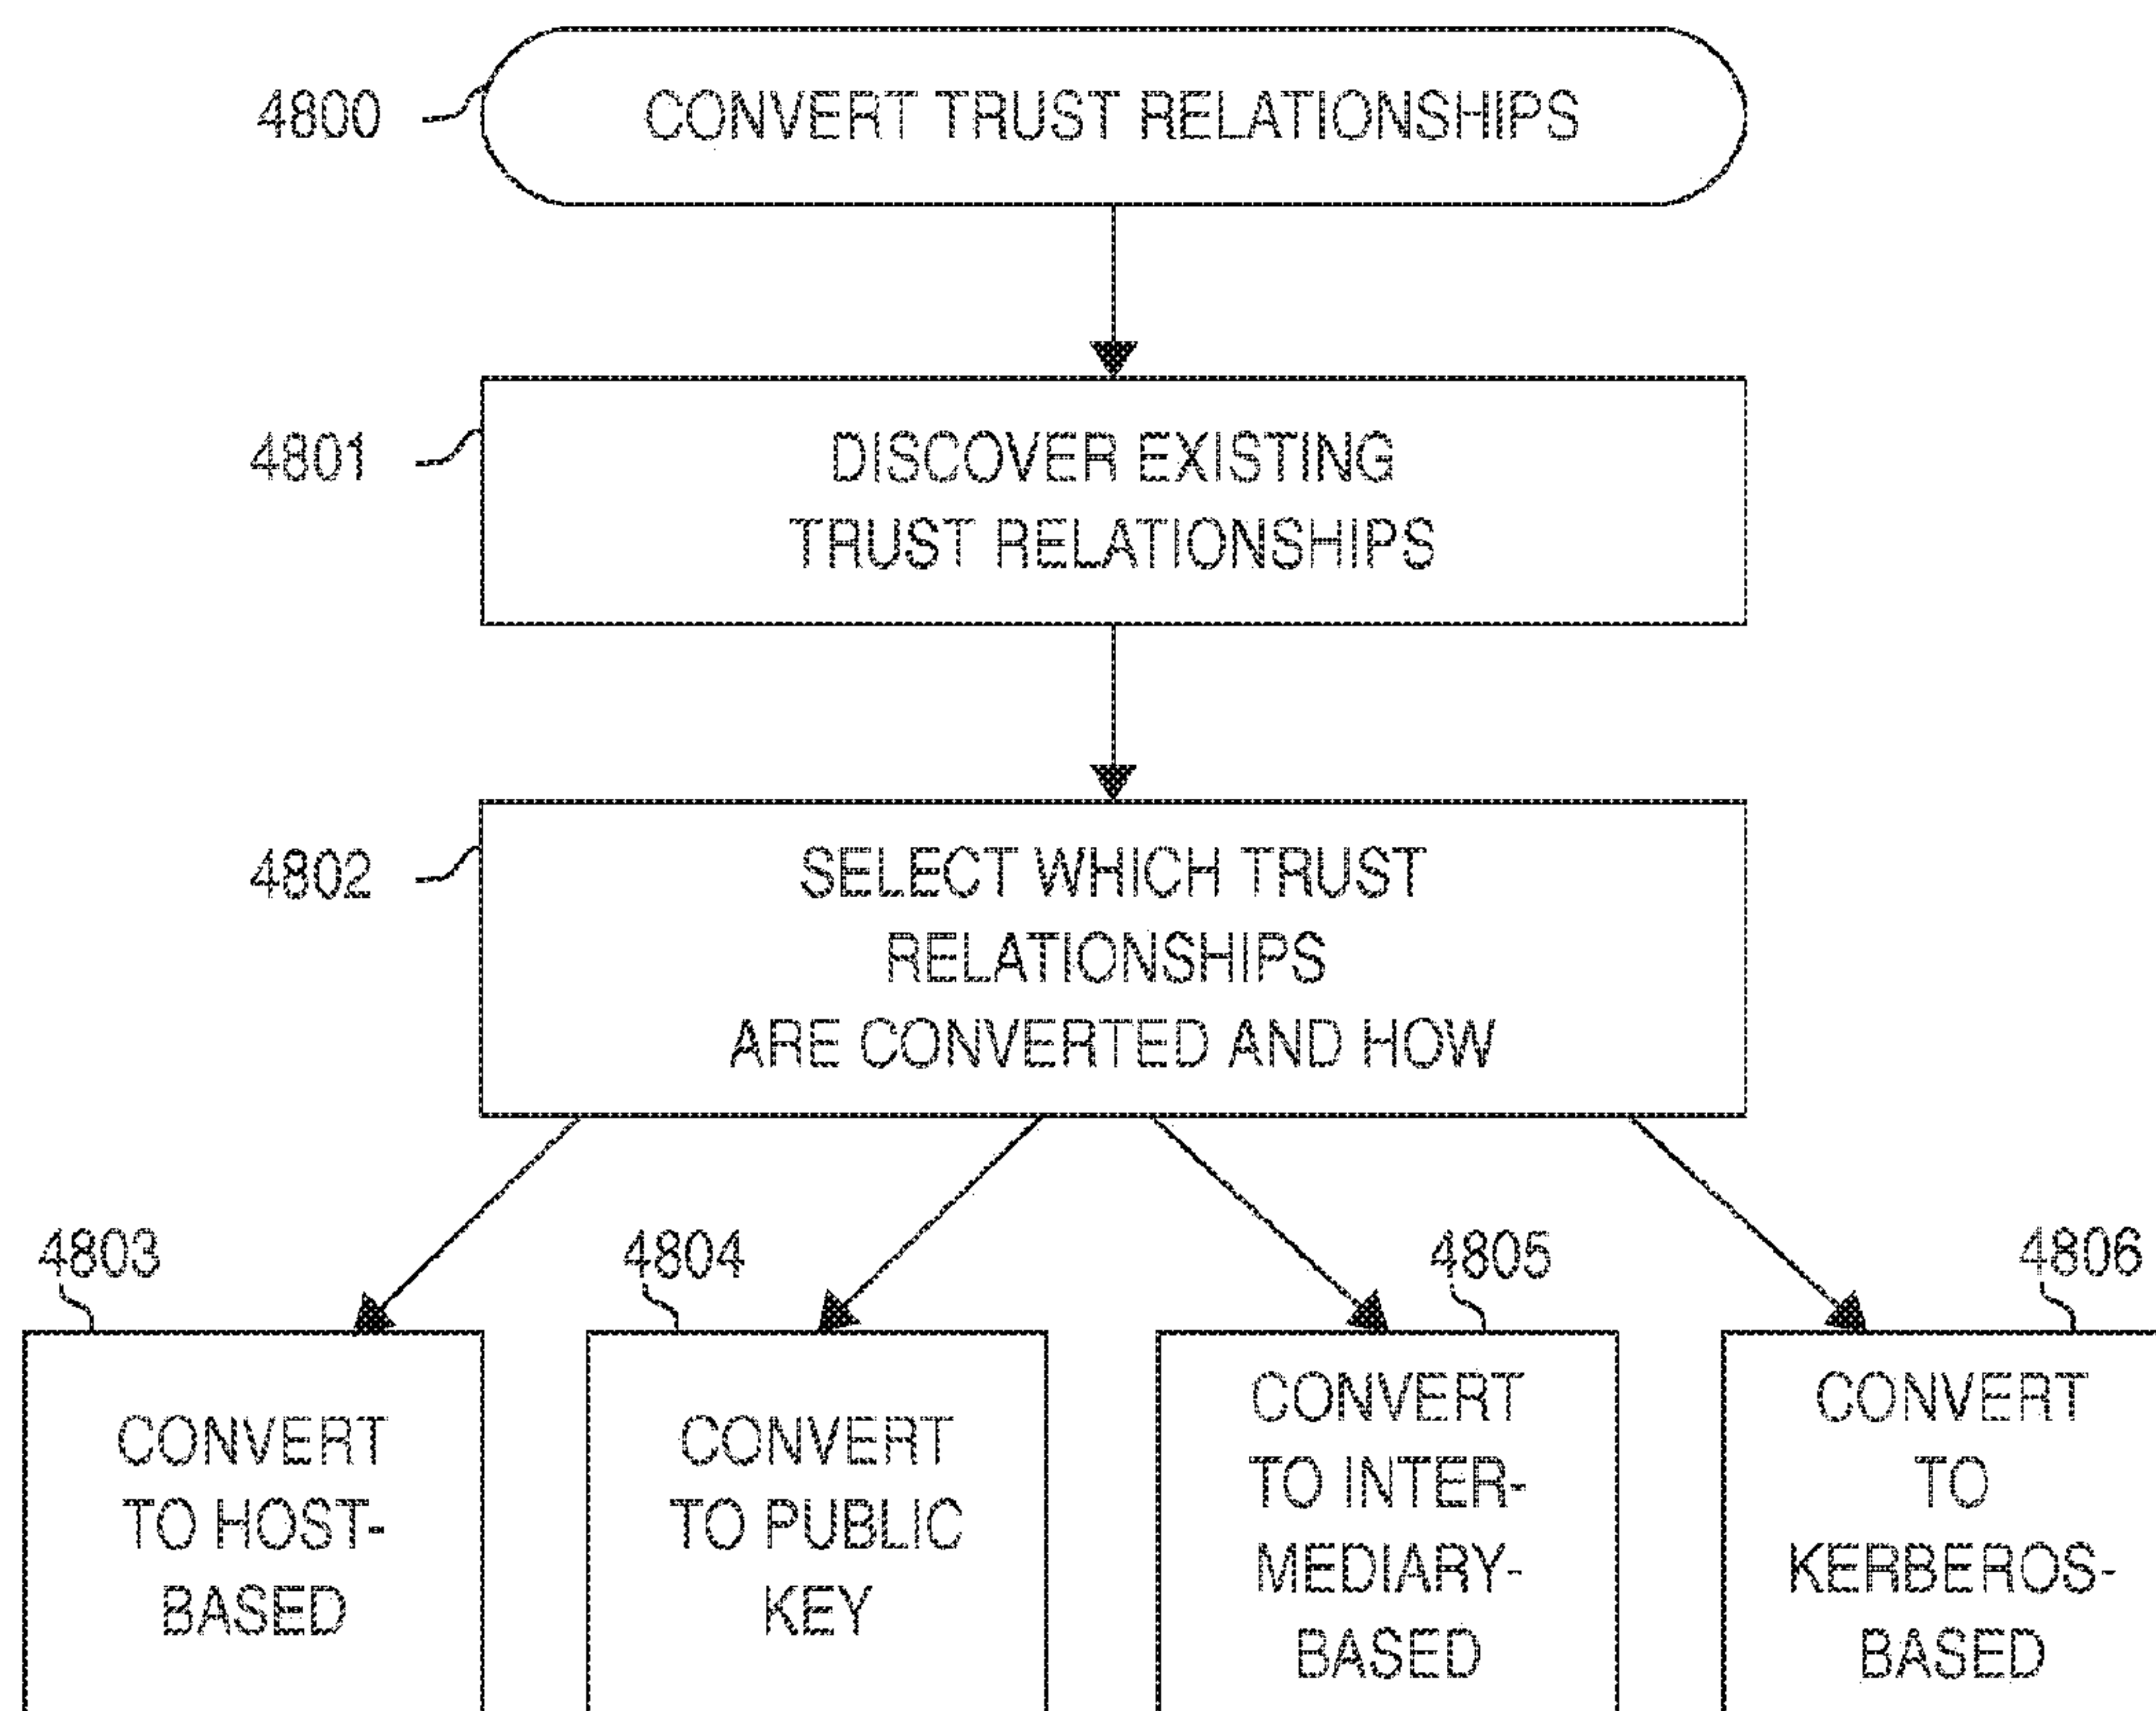 4800
CONVERT TRUST RELATIONSHIPS
4801
DISCOVER EXISTING
TRUST RELATIONSHIPS
4802
SELECT WHICH TRUST
RELATIONSHIPS
ARE CONVERTED AND HOW
4803
CONVERT
TO HOST-
BASED
4804
CONVERT
TO PUBLIC
KEY
4805
CONVERT
TO INTER-
MEDIARY-
BASED
4806
CONVERT
TO
KERBEROS-
BASED